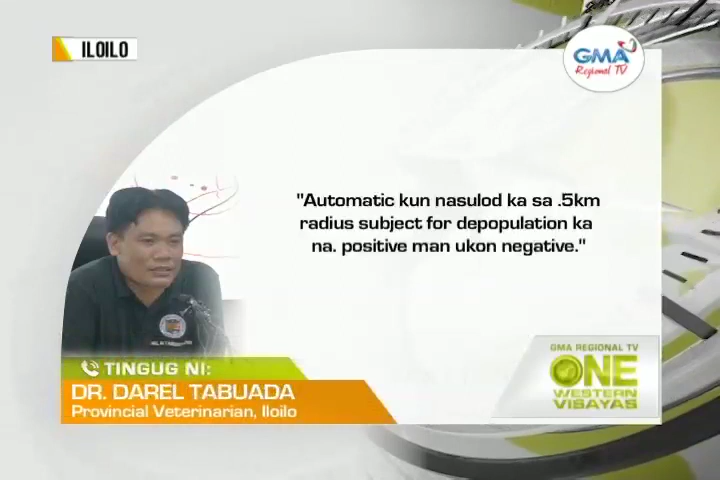 ILOILO
GMA
Regional TV
"Automatic kun nasulod ka sa .5km
radius subject for depopulation ka
na. positive man ukon negative."
TINGUG NI:
DR. DAREL TABUADA
Provincial Veterinarian, Iloilo
GMA REGIONAL TV
ONE
WESTERN
VISAYAS